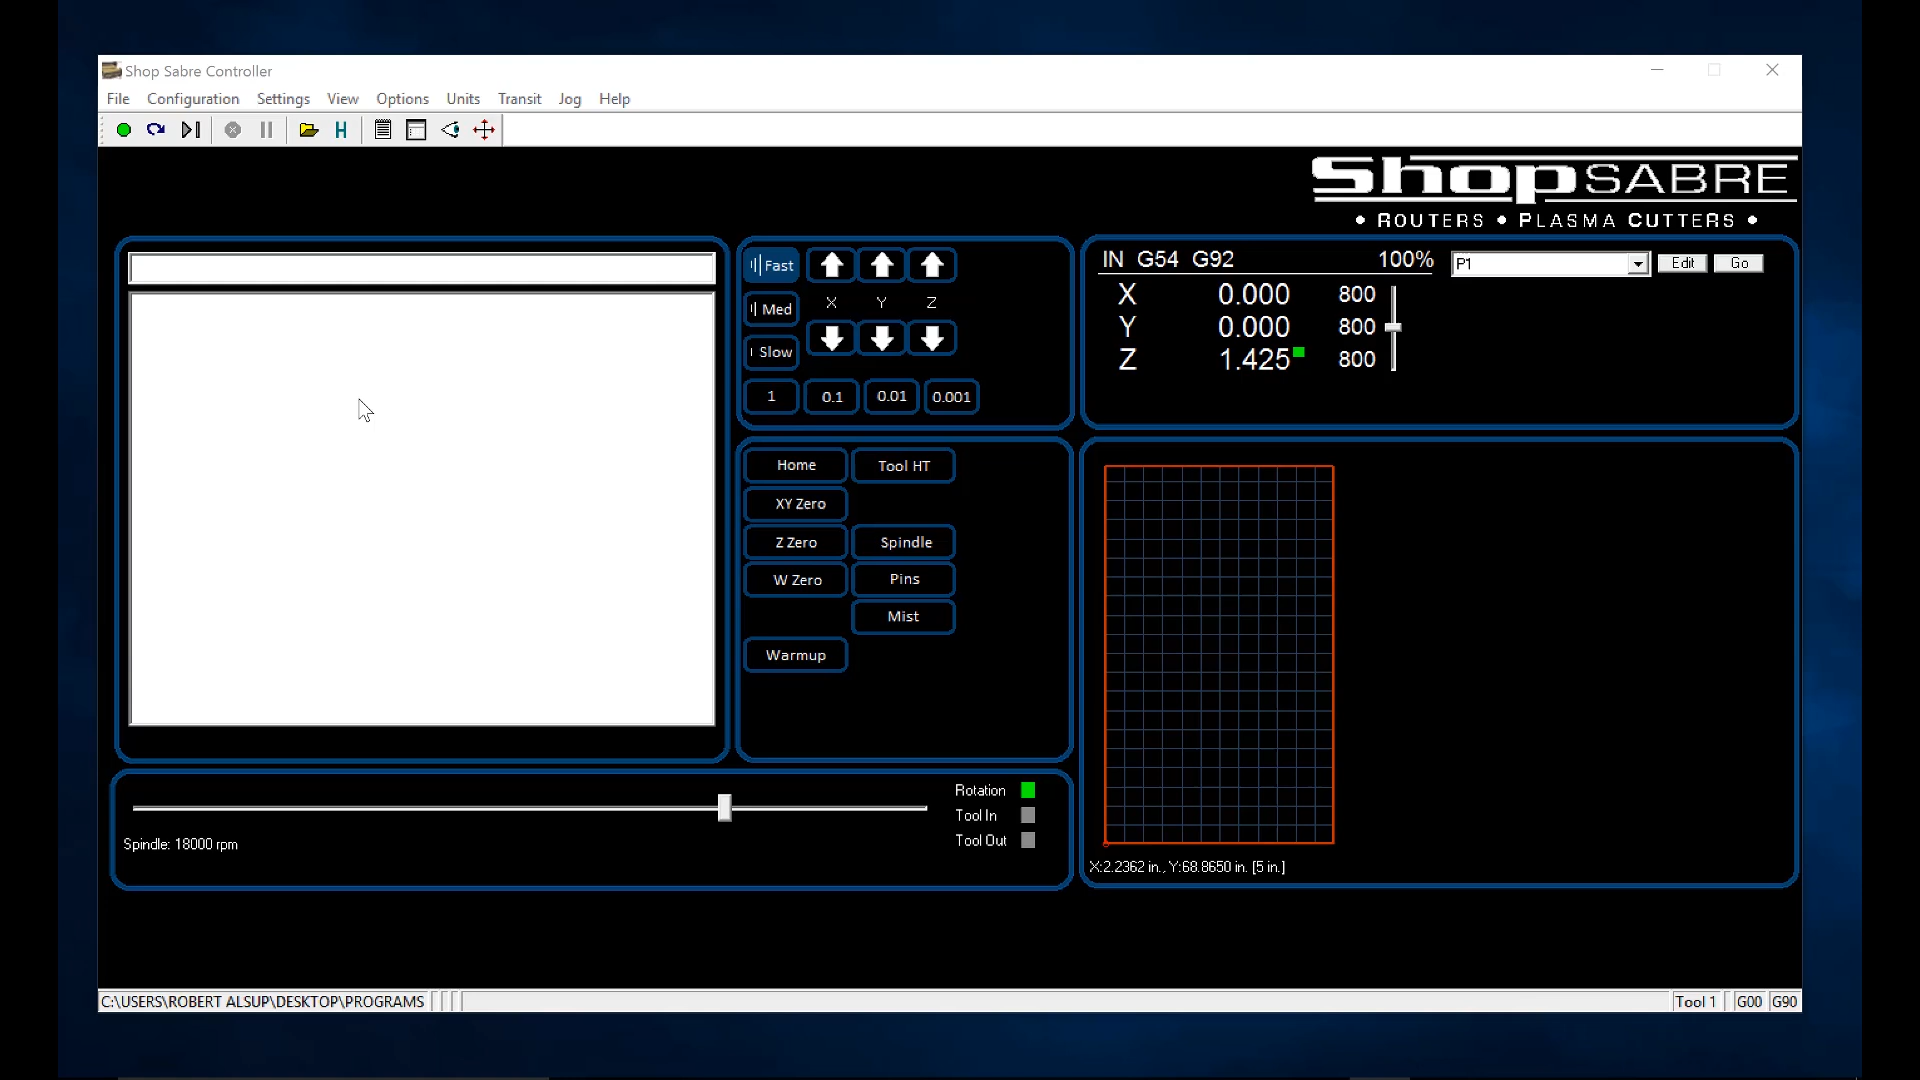 Shop Sabre Controller
File Configuration Settings View Options Units Transit Jog Help
H
ShopSABRE
• ROUTERS • PLASMA CUTTERS •
Fast
X Y Z
Med
Slow
1 0.1 0.01 0.001
IN G54 G92 100% P1 Edit Go
X 0.000 800
Y 0.000 800
Z 1.425 800
Home Tool HT
XY Zero
Z Zero Spindle
W Zero Pins
Mist
Warmup
Rotation
Tool In
Tool Out
Spindle: 18000 rpm
X:2.2362 in., Y:68.8650 in. [5 in.]
C:\USERS\ROBERT ALSUP\DESKTOP\PROGRAMS Tool 1 G00 G90